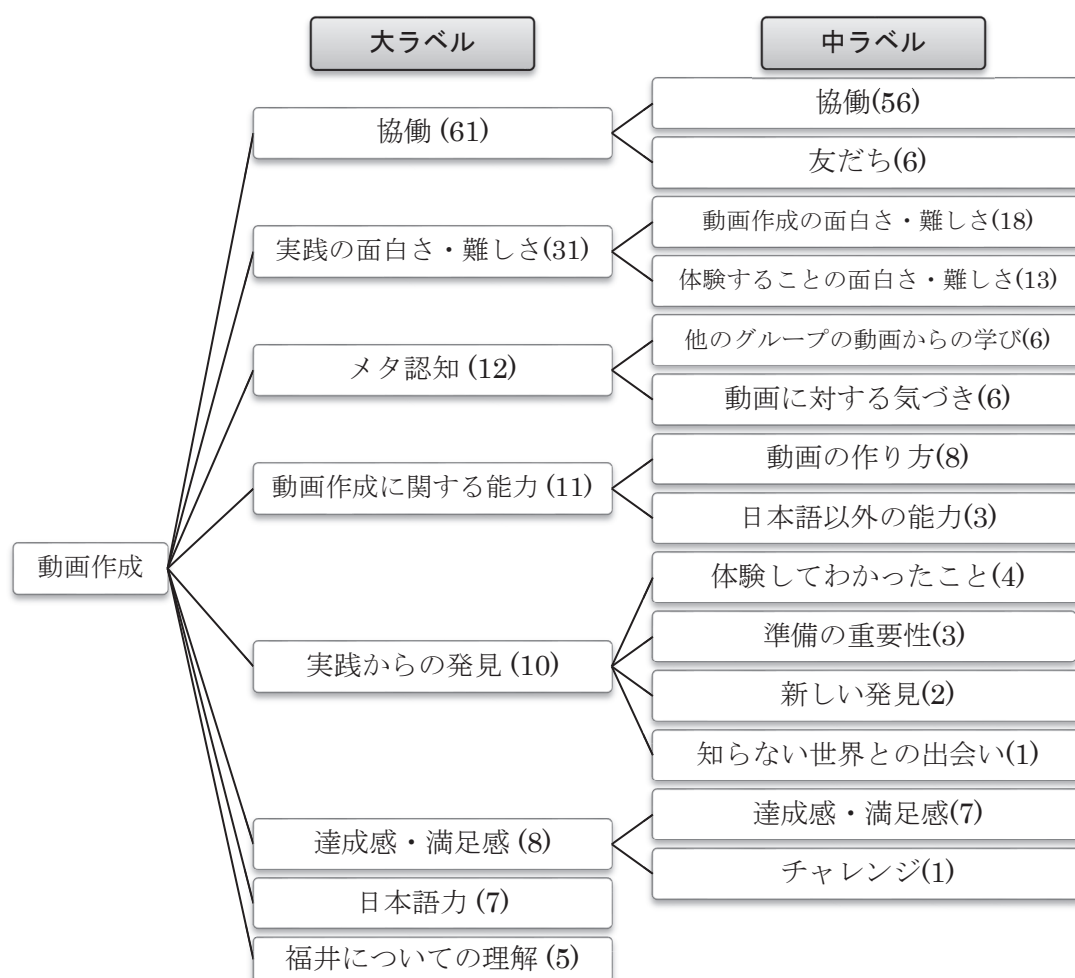 大ラベル
中ラベル
動画作成
協働 (61)
協働(56)
友だち(6)
実践の面白さ・難しさ(31)
動画作成の面白さ・難しさ(18)
体験することの面白さ・難しさ(13)
メタ認知 (12)
他のグループの動画からの学び(6)
動画に対する気づき(6)
動画作成に関する能力 (11)
動画の作り方(8)
日本語以外の能力(3)
実践からの発見 (10)
体験してわかったこと(4)
準備の重要性(3)
新しい発見(2)
知らない世界との出会い(1)
達成感・満足感 (8)
達成感・満足感(7)
チャレンジ(1)
日本語力 (7)
福井についての理解 (5)